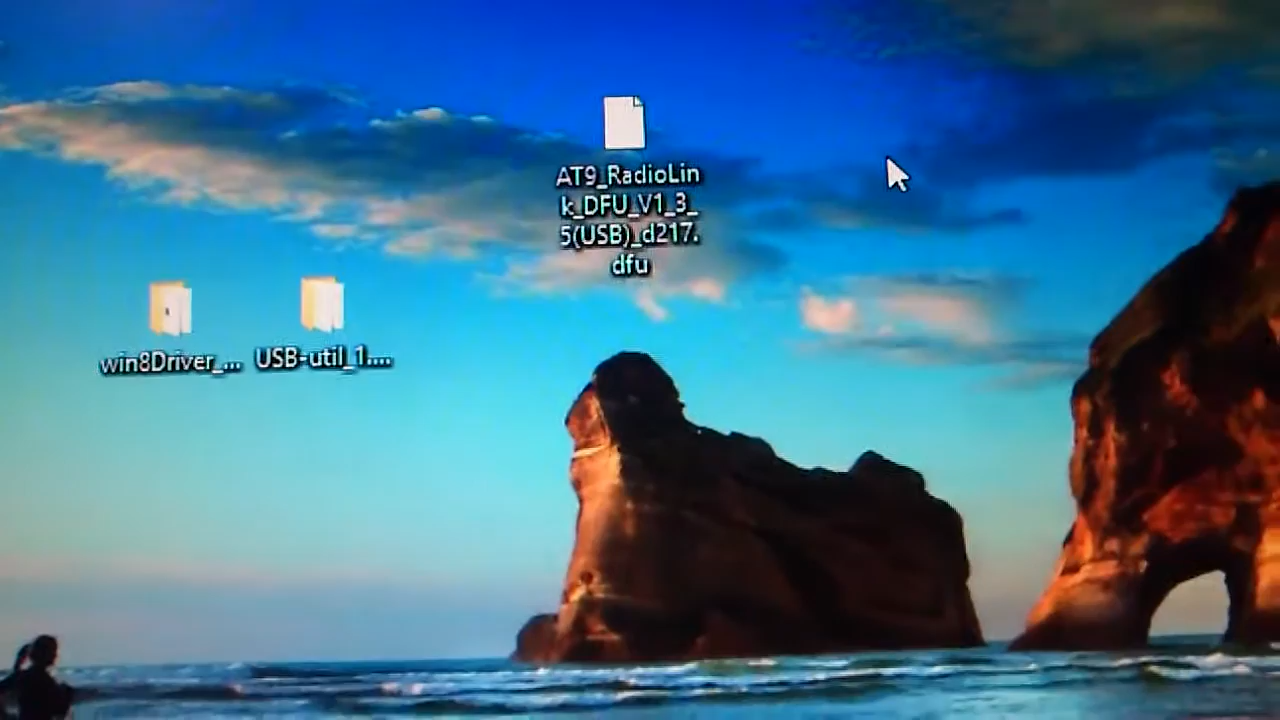 AT9_RadioLin
k_DFU_V1_3_
5(USB)_d217.
dfu
win8Driver_...
USB-util_1....